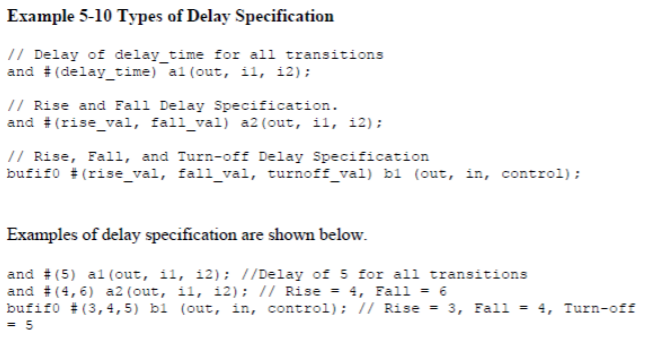 Example 5-10 Types of Delay Specification
// Delay of delay_time for all transitions
and #(delay_time) a1(out, i1, i2);
// Rise and Fall Delay Specification.
and #(rise_val, fall_val) a2(out, i1, i2);
// Rise, Fall, and Turn-off Delay Specification
bufif0 #(rise_val, fall_val, turnoff_val) b1 (out, in, control);
Examples of delay specification are shown below.
and #(5) a1(out, i1, i2); //Delay of 5 for all transitions
and #(4,6) a2(out, i1, i2); // Rise = 4, Fall = 6
bufif0 #(3,4,5) b1 (out, in, control); // Rise = 3, Fall = 4, Turn-off
= 5